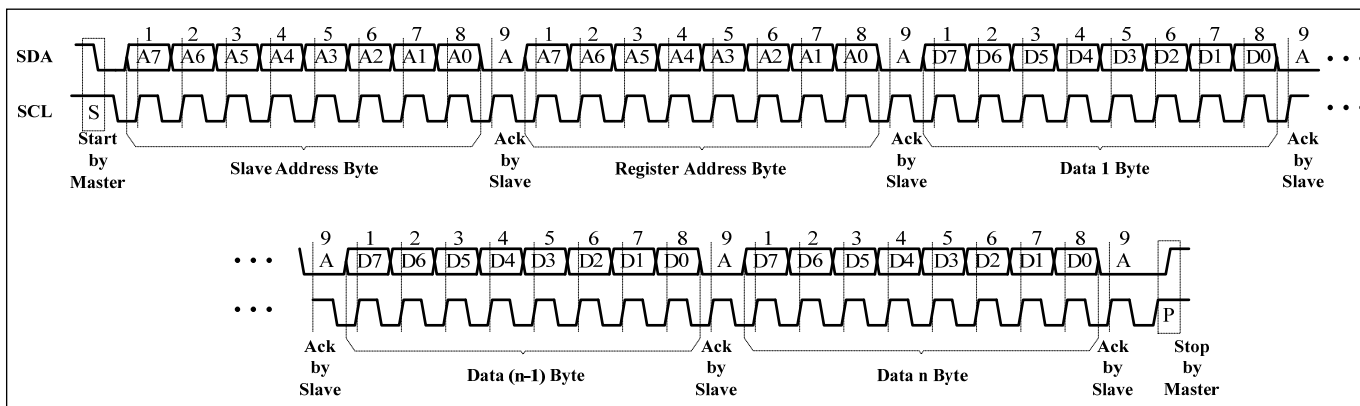 1 2 3 4 5 6 7 8 9 1 2 3 4 5 6 7 8 9 1 2 3 4 5 6 7 8 9
SDA A7 A6 A5 A4 A3 A2 A1 A0 A A7 A6 A5 A4 A3 A2 A1 A0 A D7 D6 D5 D4 D3 D2 D1 D0 A
SCL S
Start by Master
Slave Address Byte
Ack by Slave
Register Address Byte
Ack by Slave
Data 1 Byte
Ack by Slave
9 1 2 3 4 5 6 7 8 9 1 2 3 4 5 6 7 8 9
A D7 D6 D5 D4 D3 D2 D1 D0 A D7 D6 D5 D4 D3 D2 D1 D0 A
P
Ack by Slave
Data (n-1) Byte
Ack by Slave
Data n Byte
Ack by Slave
Stop by Master